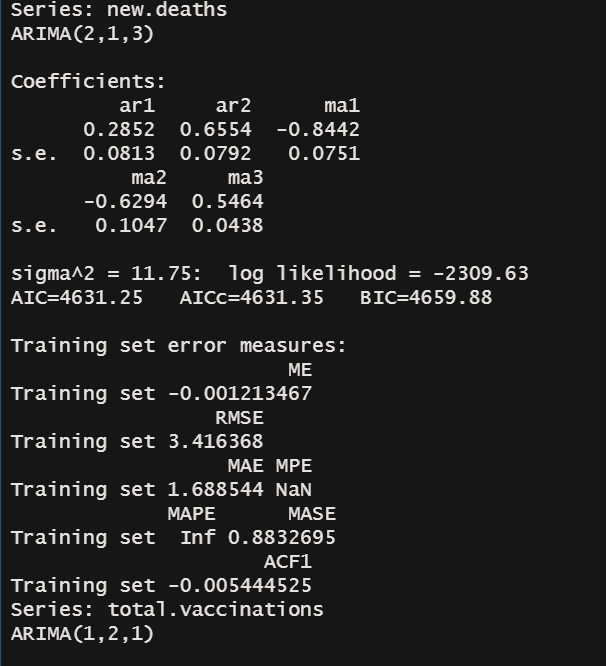 Series: new.deaths
ARIMA(2,1,3)
Coefficients:
ar1 ar2 ma1
0.2852 0.6554 -0.8442
s.e. 0.0813 0.0792 0.0751
ma2 ma3
-0.6294 0.5464
s.e. 0.1047 0.0438
sigma^2 = 11.75: log likelihood = -2309.63
AIC=4631.25 AICc=4631.35 BIC=4659.88
Training set error measures:
ME
Training set -0.001213467
RMSE
Training set 3.416368
MAE MPE
Training set 1.688544 NaN
MAPE MASE
Training set Inf 0.8832695
ACF1
Training set -0.005444525
Series: total.vaccinations
ARIMA(1,2,1)